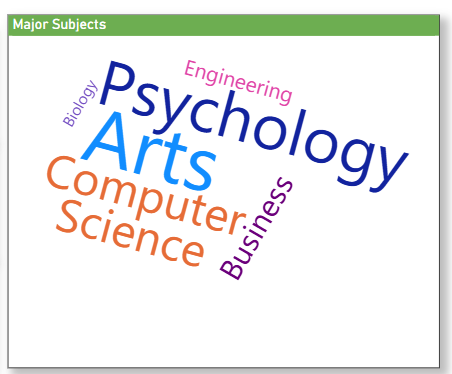 Major Subjects
Engineering
Biology
Psychology
Arts
Computer
Science
Business